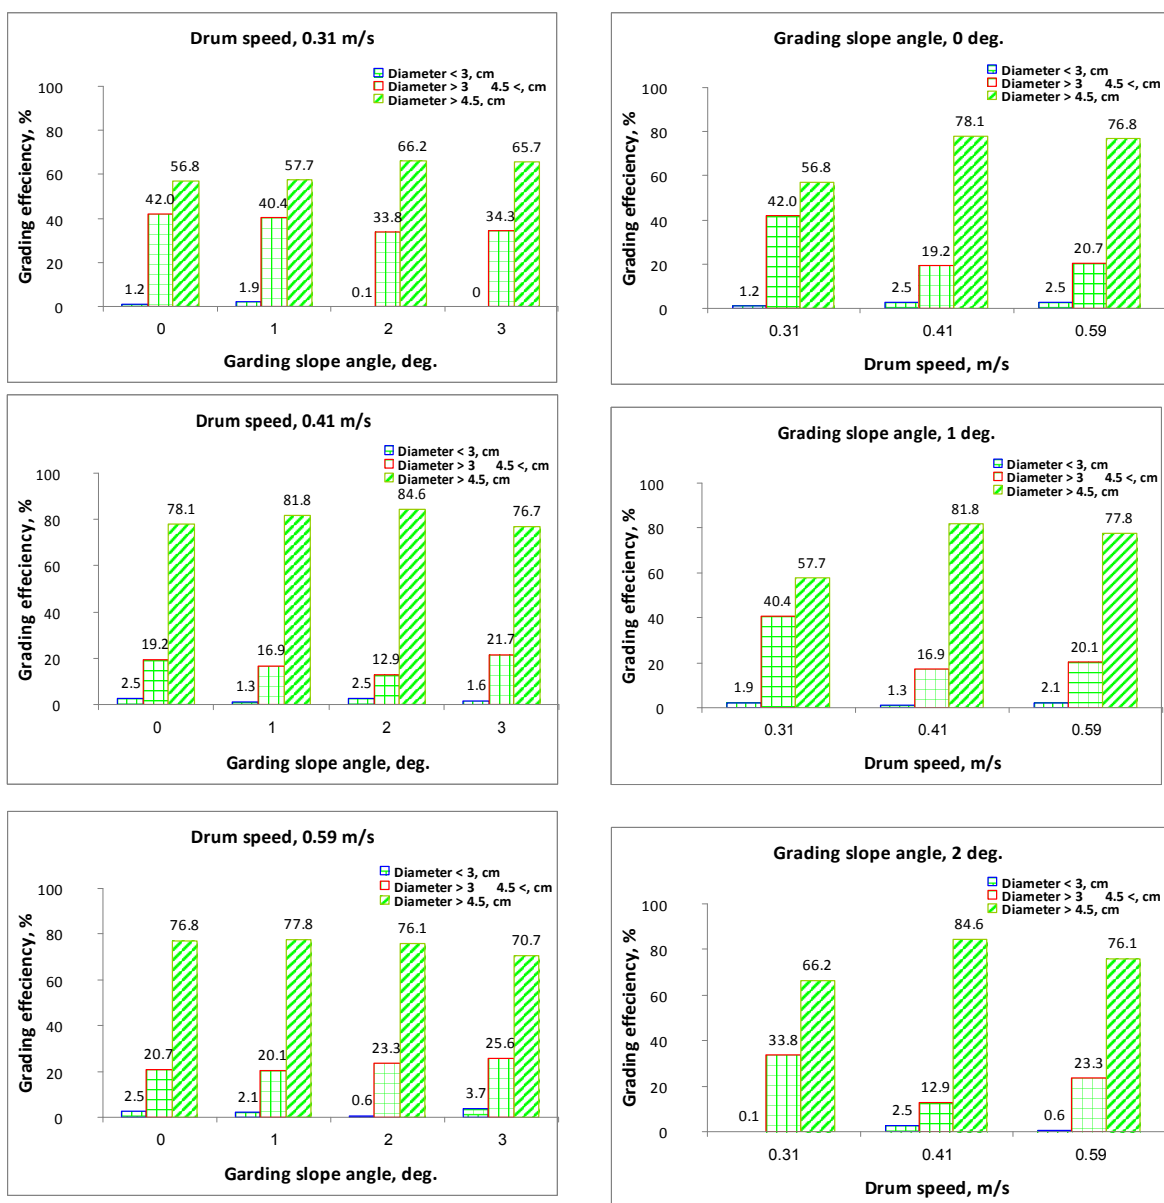 Drum speed, 0.31 m/s
Diameter < 3, cm
Diameter > 3 4.5 <, cm
Diameter > 4.5, cm
Grading effeciency, %
100
80
60
40
20
0
1.2
42.0
56.8
1.9
40.4
57.7
0.1
33.8
66.2
0
34.3
65.7
0 1 2 3
Garding slope angle, deg.
Grading slope angle, 0 deg.
Diameter < 3, cm
Diameter > 3 4.5 <, cm
Diameter > 4.5, cm
Grading effeciency, %
100
80
60
40
20
0
1.2
42.0
56.8
2.5
19.2
78.1
2.5
20.7
76.8
0.31 0.41 0.59
Drum speed, m/s
Drum speed, 0.41 m/s
Diameter < 3, cm
Diameter > 3 4.5 <, cm
Diameter > 4.5, cm
Grading effeciency, %
100
80
60
40
20
0
2.5
19.2
78.1
1.3
16.9
81.8
2.5
12.9
84.6
1.6
21.7
76.7
0 1 2 3
Garding slope angle, deg.
Grading slope angle, 1 deg.
Diameter < 3, cm
Diameter > 3 4.5 <, cm
Diameter > 4.5, cm
Grading effeciency, %
100
80
60
40
20
0
1.9
40.4
57.7
1.3
16.9
81.8
2.1
20.1
77.8
0.31 0.41 0.59
Drum speed, m/s
Drum speed, 0.59 m/s
Diameter < 3, cm
Diameter > 3 4.5 <, cm
Diameter > 4.5, cm
Grading effeciency, %
100
80
60
40
20
0
2.5
20.7
76.8
2.1
20.1
77.8
0.6
23.3
76.1
3.7
25.6
70.7
0 1 2 3
Garding slope angle, deg.
Grading slope angle, 2 deg.
Diameter < 3, cm
Diameter > 3 4.5 <, cm
Diameter > 4.5, cm
Grading effeciency, %
100
80
60
40
20
0
0.1
33.8
66.2
2.5
12.9
84.6
0.6
23.3
76.1
0.31 0.41 0.59
Drum speed, m/s